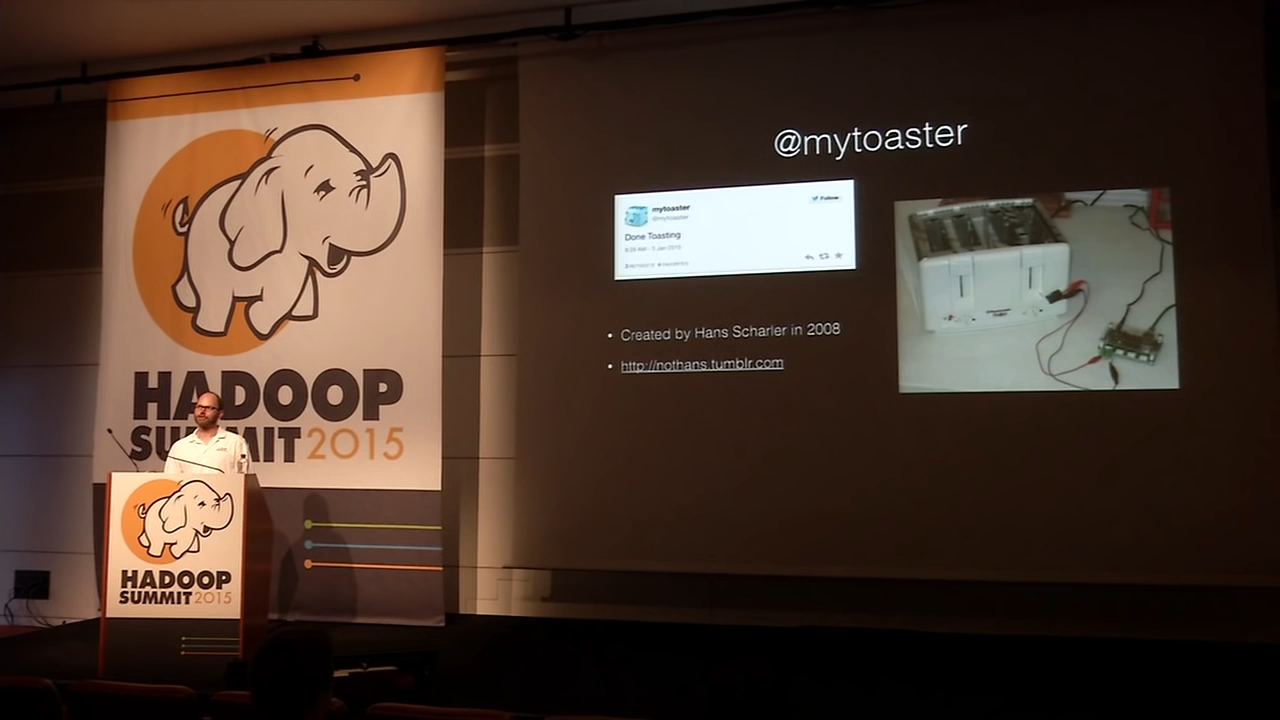 HADOOP
SUMMIT 2015
HADOOP
SUMMIT 2015
@mytoaster
mytoaster
@mytoaster
Follow
Done Toasting
• Created by Hans Scharler in 2008
• http://nothans.tumblr.com